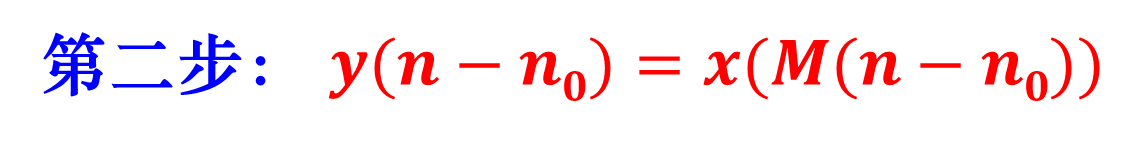 第二步： y(n − n₀) = x(M(n − n₀))